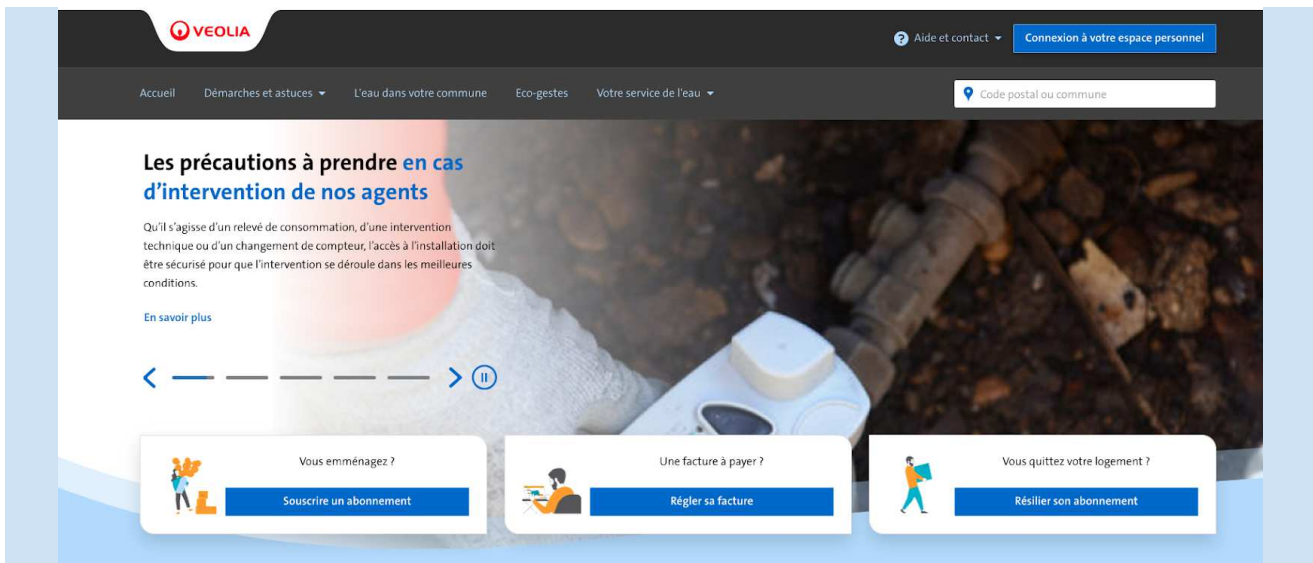 VEOLIA
Aide et contact
Connexion à votre espace personnel
Accueil
Démarches et astuces
L'eau dans votre commune
Eco-gestes
Votre service de l'eau
Code postal ou commune
Les précautions à prendre en cas
d'intervention de nos agents
Qu'il s'agisse d'un relevé de consommation, d'une intervention
technique ou d'un changement de compteur, l'accès à l'installation doit
être sécurisé pour que l'intervention se déroule dans les meilleures
conditions.
En savoir plus
Vous emménagez ?
Souscrire un abonnement
Une facture à payer ?
Régler sa facture
Vous quittez votre logement ?
Résilier son abonnement